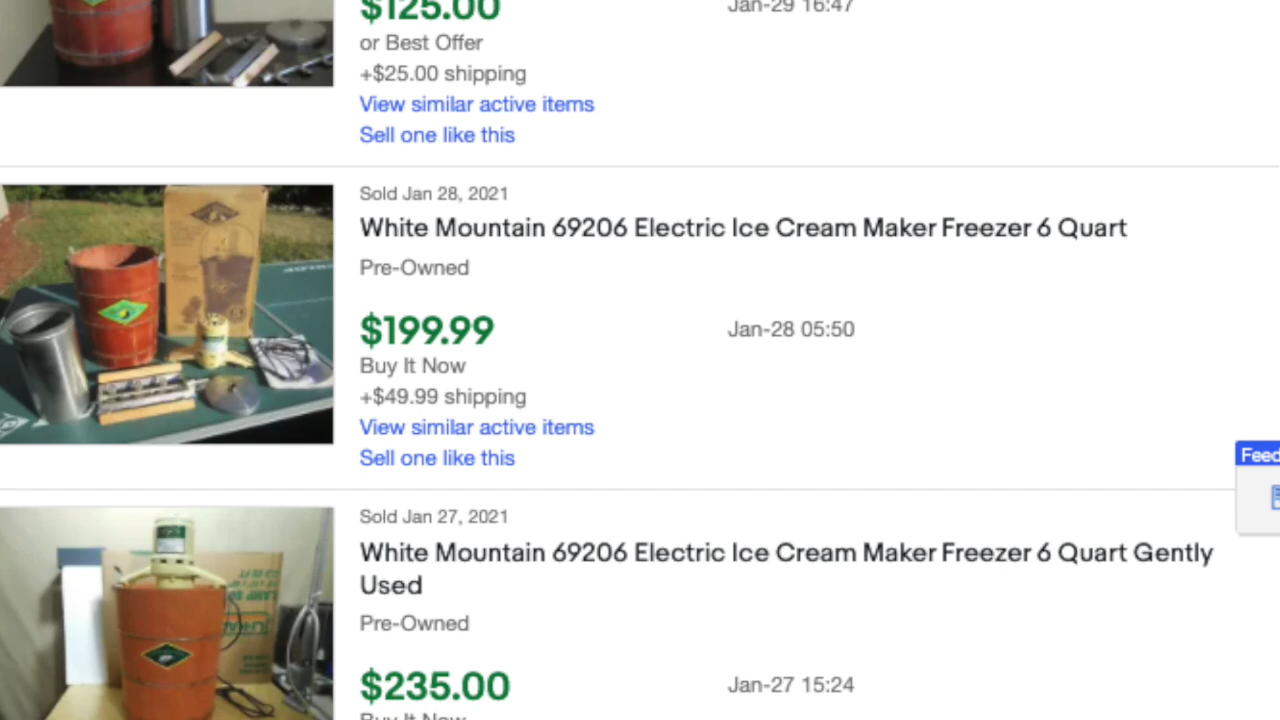 $125.00
Jan-29 16:47
or Best Offer
+$25.00 shipping
View similar active items
Sell one like this
Sold Jan 28, 2021
White Mountain 69206 Electric Ice Cream Maker Freezer 6 Quart
Pre-Owned
$199.99
Jan-28 05:50
Buy It Now
+$49.99 shipping
View similar active items
Sell one like this
Feed
Sold Jan 27, 2021
White Mountain 69206 Electric Ice Cream Maker Freezer 6 Quart Gently
Used
Pre-Owned
$235.00
Jan-27 15:24
Buy It Now